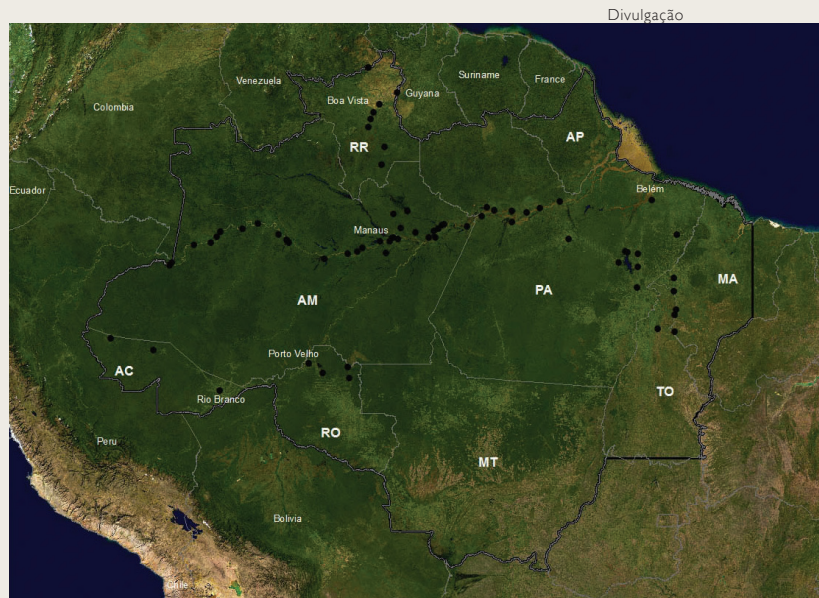 Divulgação
Venezuela
Suriname
France
Guyana
Boa Vista
Colombia
AP
RR
Ecuador
Belém
Manaus
MA
PA
AM
Porto Velho
AC
TO
Rio Branco
RO
Peru
MT
Bolivia
Chile